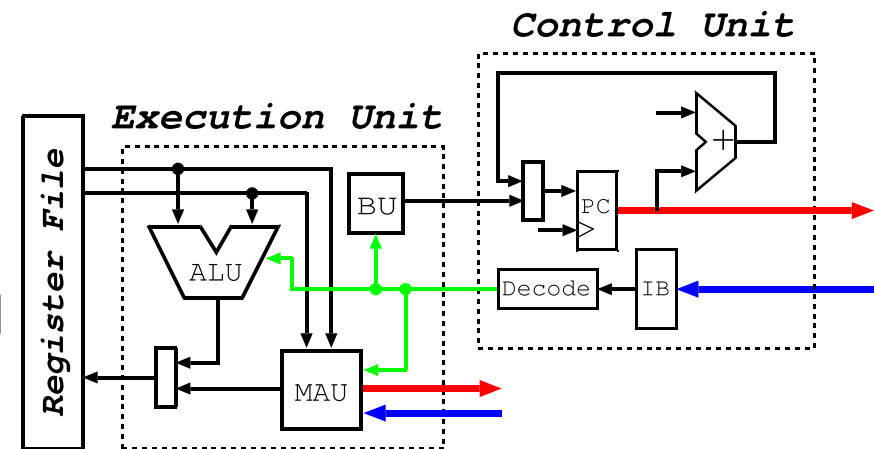 Control Unit
Execution Unit
Register File
BU
PC
+
ALU
Decode
IB
MAU